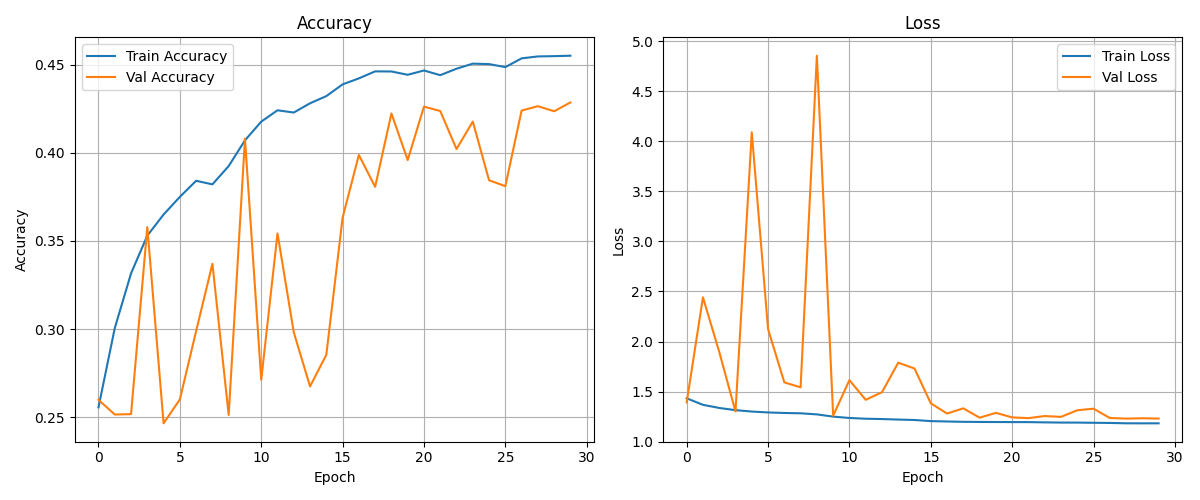 Accuracy
Train Accuracy
Val Accuracy
0.45
0.40
0.35
0.30
0.25
Accuracy
0 5 10 15 20 25 30
Epoch
Loss
Train Loss
Val Loss
5.0
4.5
4.0
3.5
3.0
2.5
2.0
1.5
1.0
Loss
0 5 10 15 20 25 30
Epoch